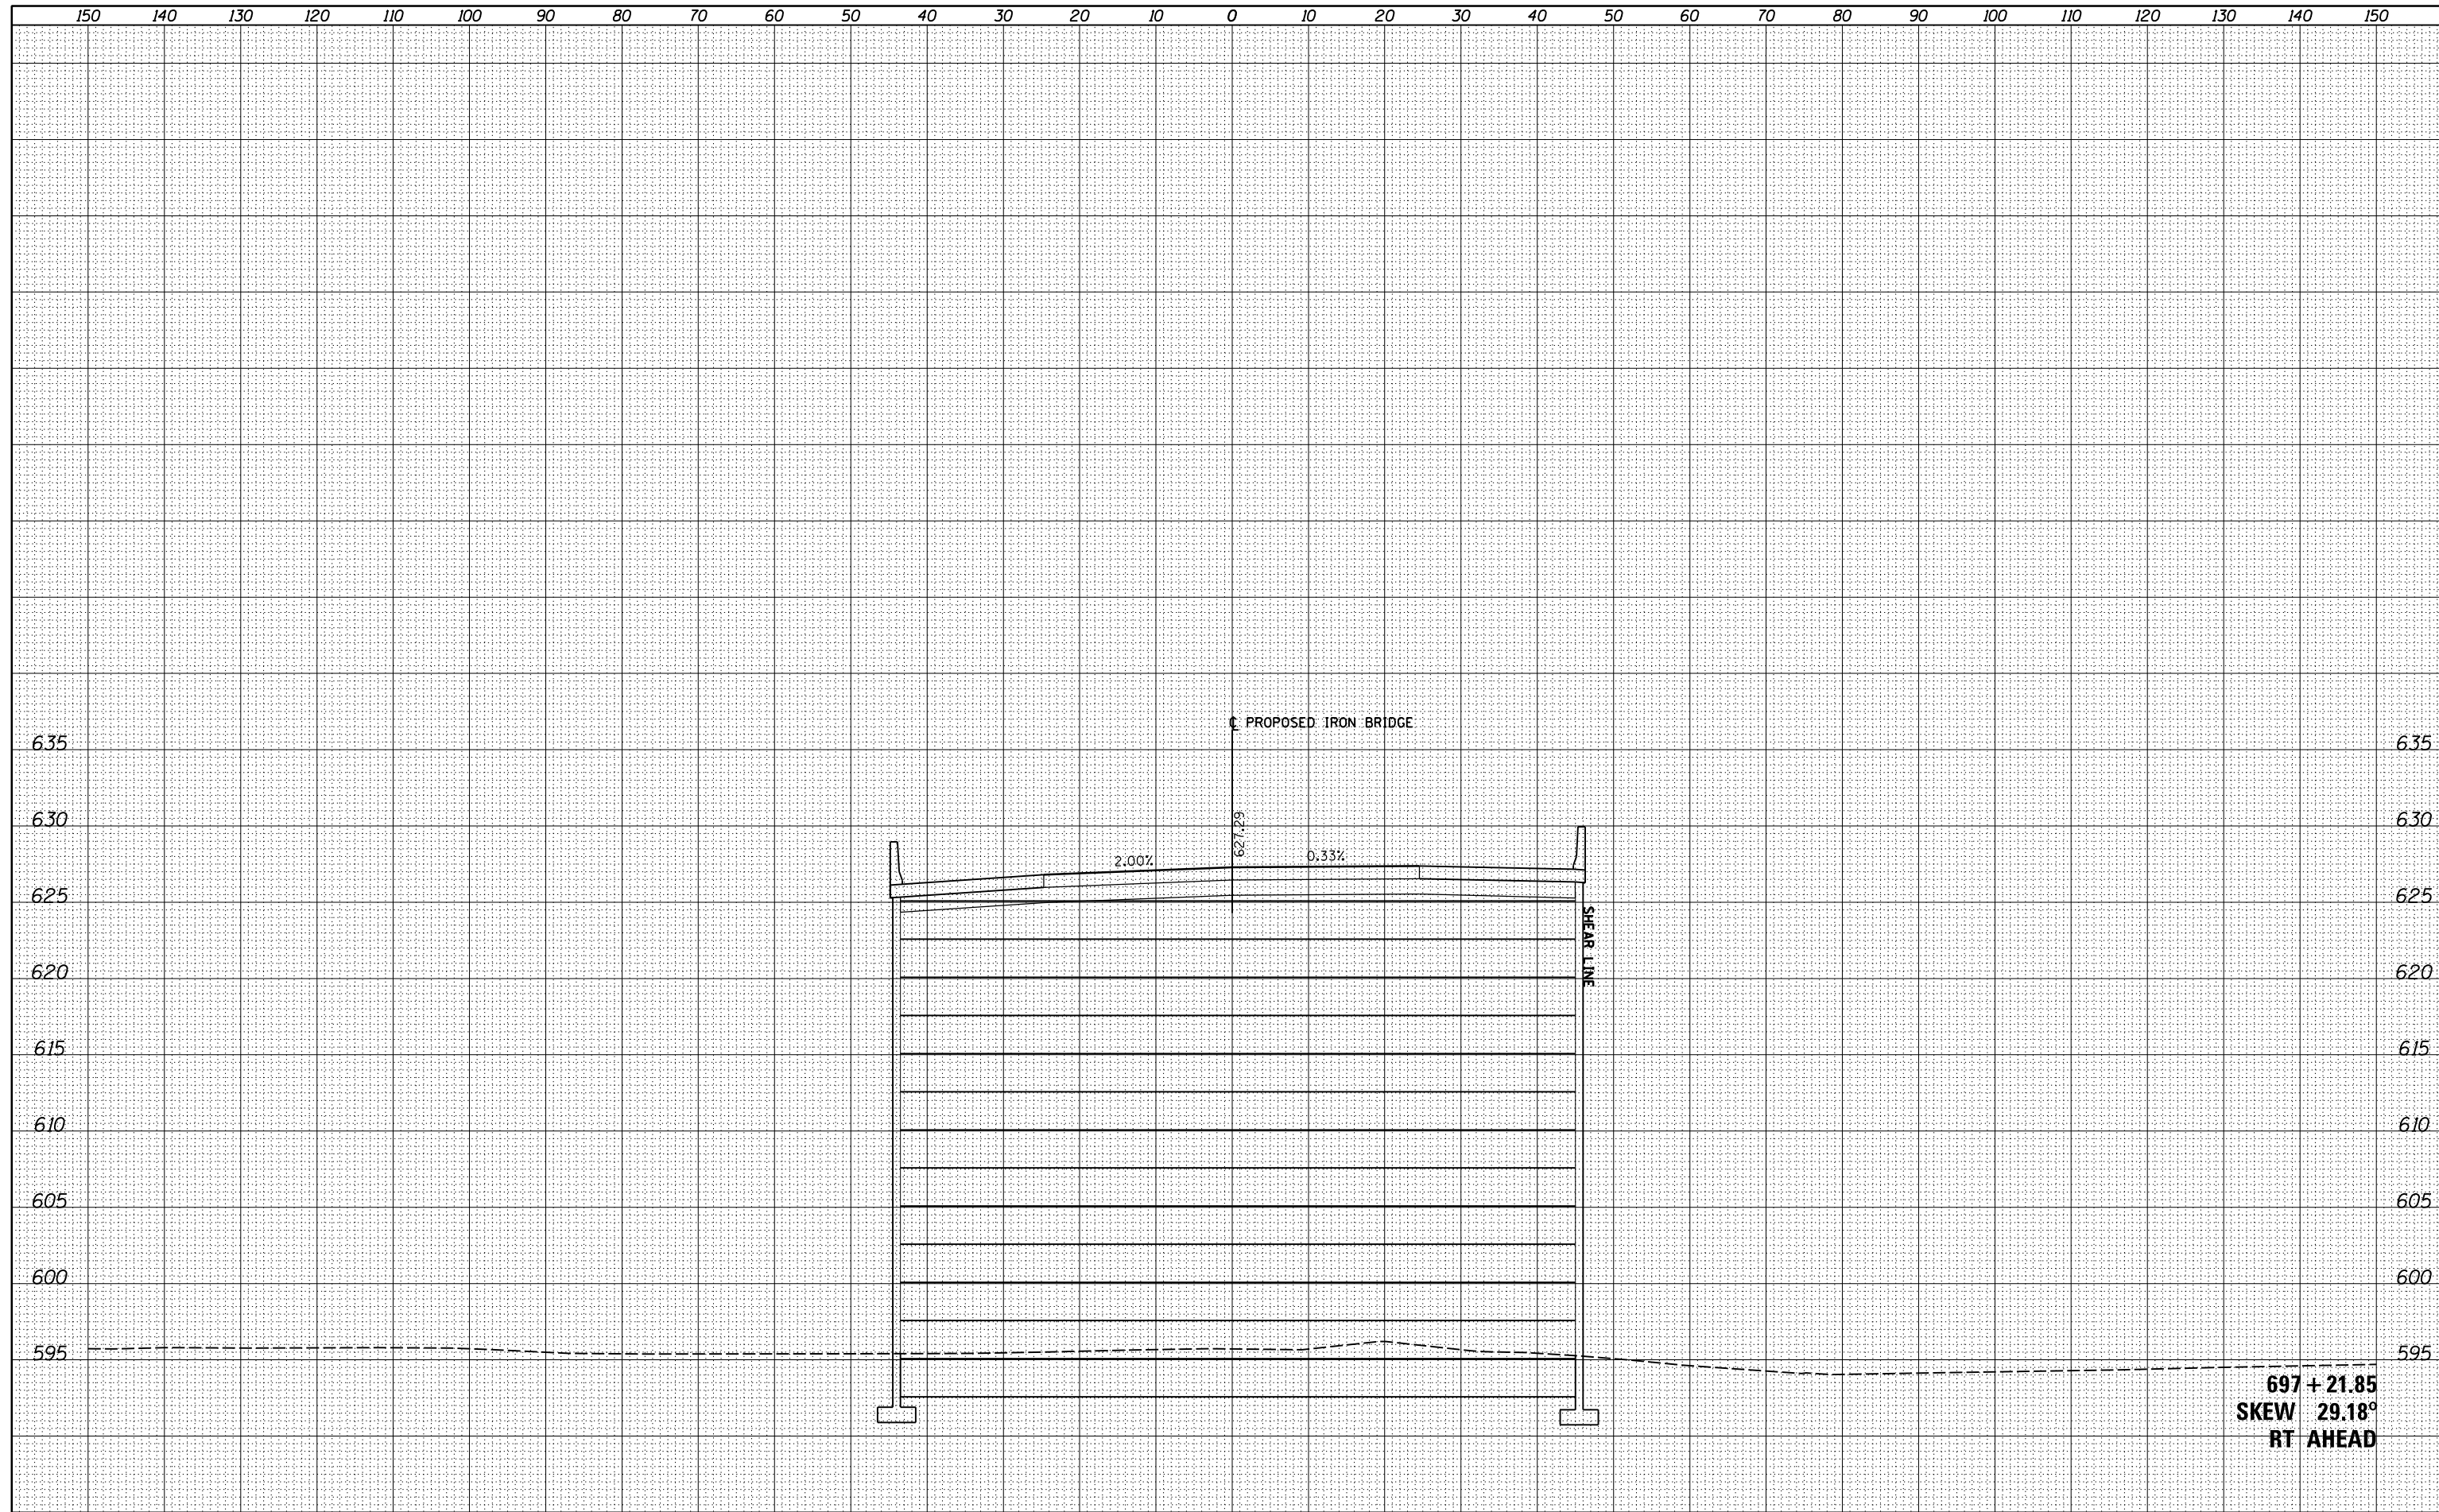 150 140 130 120 110 100 90 80 70 60 50 40 30 20 10 0 10 20 30 40 50 60 70 80 90 100 110 120 130 140 150
℄ PROPOSED IRON BRIDGE
635 635
630 627.29 630
2.00% 0.33%
625 625
SHEAR LINE
620 620
615 615
610 610
605 605
600 600
595 595
697 + 21.85
SKEW 29.18°
RT AHEAD